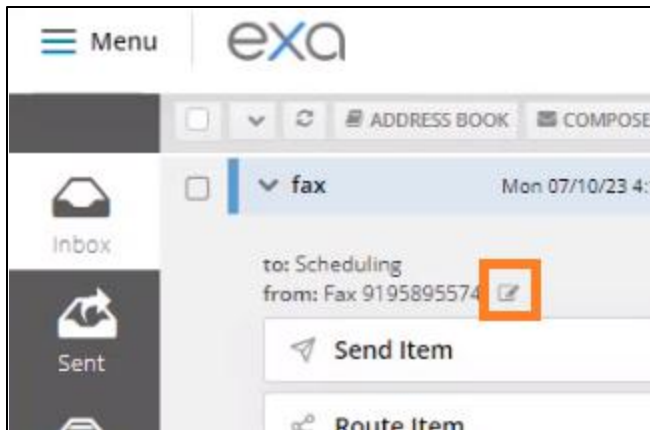 Menu
exa
ADDRESS BOOK COMPOSE
fax Mon 07/10/23 4:
Inbox
to: Scheduling
from: Fax 9195895574
Send Item
Sent
Route Item